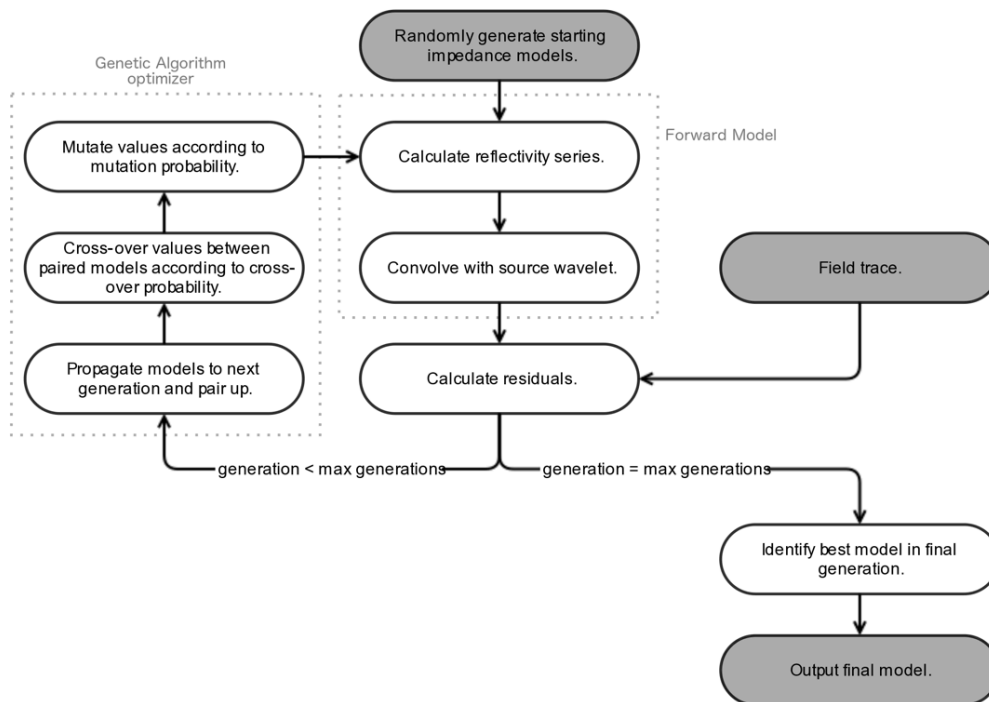 Randomly generate starting
impedance models.
Genetic Algorithm
optimizer
Forward Model
Mutate values according to
mutation probability.
Calculate reflectivity series.
Cross-over values between
paired models according to cross-
over probability.
Convolve with source wavelet.
Field trace.
Propagate models to next
generation and pair up.
Calculate residuals.
generation < max generations
generation = max generations
Identify best model in final
generation.
Output final model.